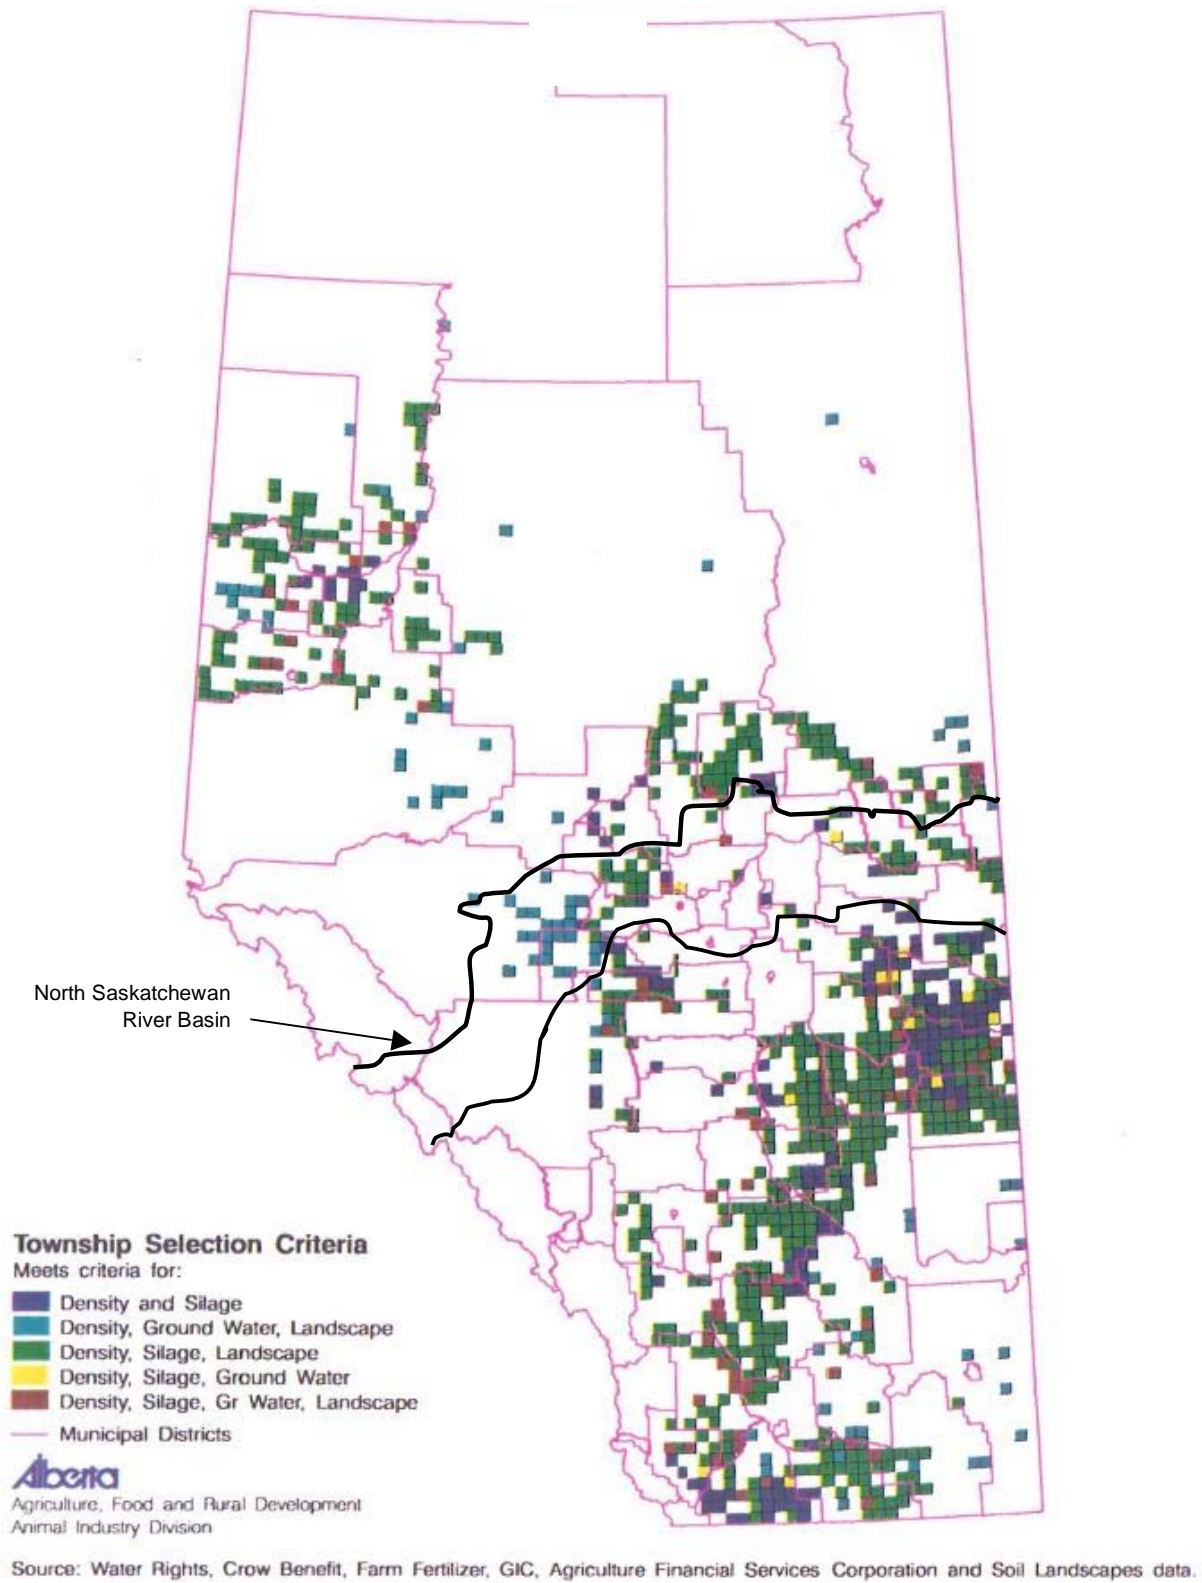 North Saskatchewan
River Basin
Township Selection Criteria
Meets criteria for:
Density and Silage
Density, Ground Water, Landscape
Density, Silage, Landscape
Density, Silage, Ground Water
Density, Silage, Gr Water, Landscape
Municipal Districts
Alberta
Agriculture, Food and Rural Development
Animal Industry Division
Source: Water Rights, Crow Benefit, Farm Fertilizer, GIC, Agriculture Financial Services Corporation and Soil Landscapes data.